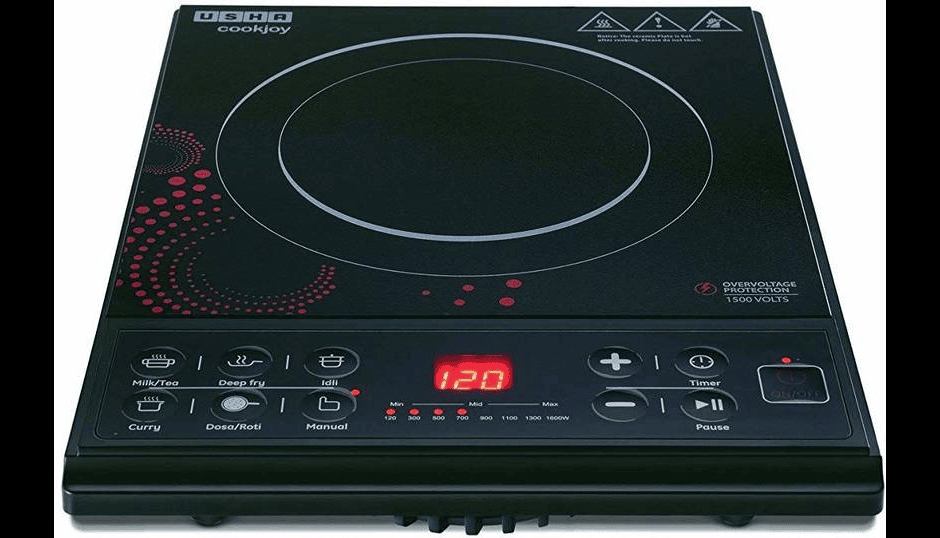 USHA
cookjoy
Notice: The ceramic Plate is hot
after cooking. Please do not touch.
OVERVOLTAGE
PROTECTION
1500 VOLTS
Milk/Tea
Deep fry
Idli
120
Timer
ON/OFF
Min
Mid
Max
120 300 500 700 900 1100 1300 1600W
Curry
Dosa/Roti
Manual
Pause